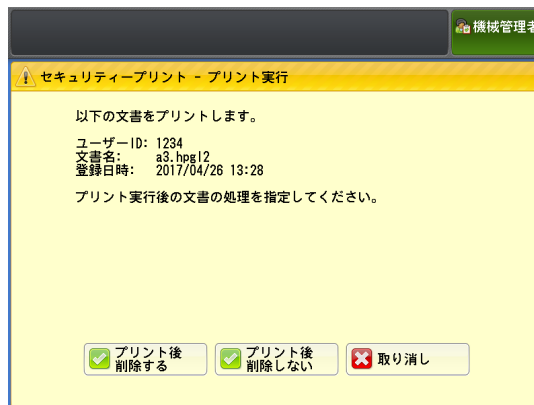 機械管理者
セキュリティープリント - プリント実行
以下の文書をプリントします。
ユーザーID: 1234
文書名: a3.hpgl2
登録日時: 2017/04/26 13:28
プリント実行後の文書の処理を指定してください。
プリント後
削除する
プリント後
削除しない
取り消し